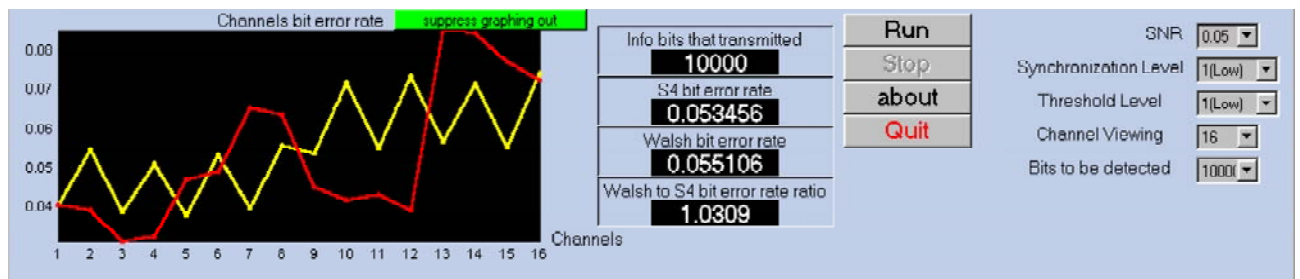 Channels bit error rate
suppress graphing out
0.08
0.07
0.06
0.05
0.04
1 2 3 4 5 6 7 8 9 10 11 12 13 14 15 16
Channels
Info bits that transmitted
10000
S4 bit error rate
0.053456
Walsh bit error rate
0.055106
Walsh to S4 bit error rate ratio
1.0309
Run
Stop
about
Quit
SNR 0.05
Synchronization Level 1(Low)
Threshold Level 1(Low)
Channel Viewing 16
Bits to be detected 1000(